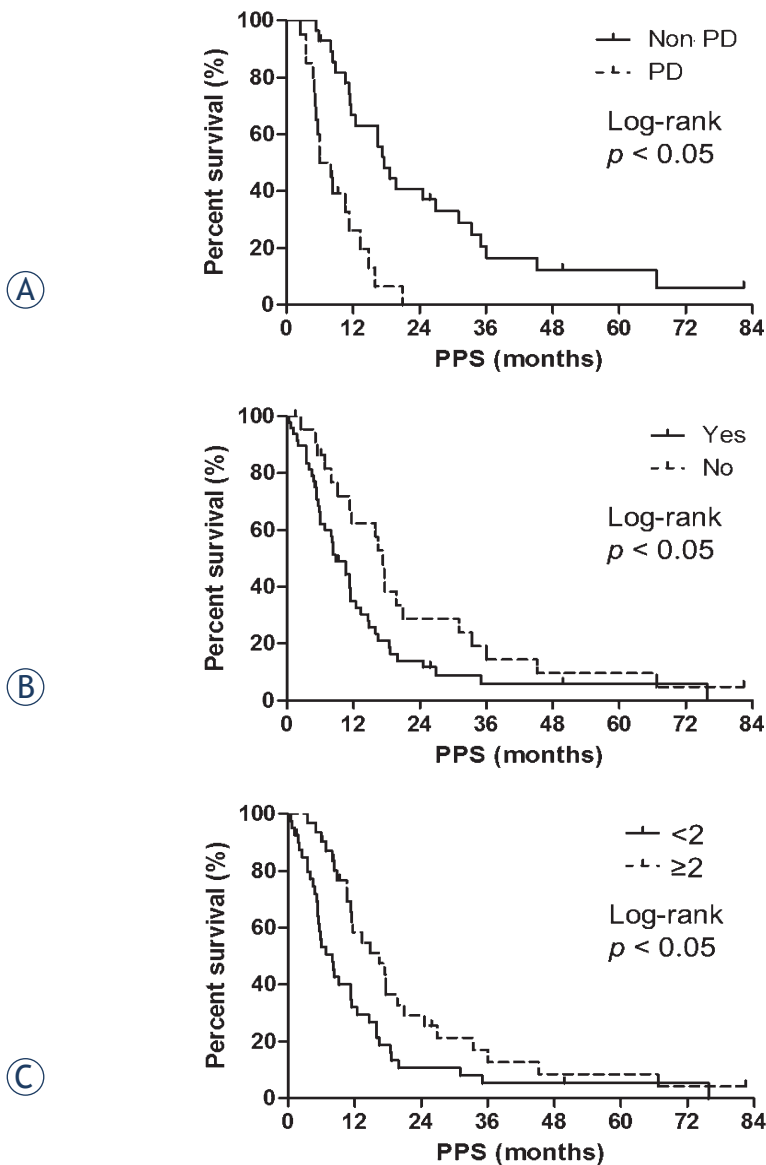 100
80
60
40
20
0
Percent survival (%)
Non-PD
PD
Log-rank
p < 0.05
0 12 24 36 48 60 72 84
PPS (months)
A
100
80
60
40
20
0
Percent survival (%)
Yes
No
Log-rank
p < 0.05
0 12 24 36 48 60 72 84
PPS (months)
B
100
80
60
40
20
0
Percent survival (%)
<2
≥2
Log-rank
p < 0.05
0 12 24 36 48 60 72 84
PPS (months)
C